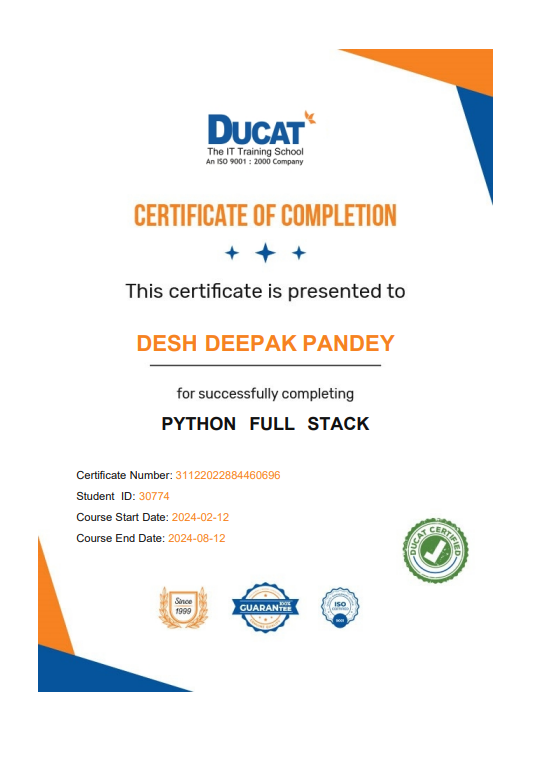 DUCAT
The IT Training School
An ISO 9001 : 2000 Company
CERTIFICATE OF COMPLETION
This certificate is presented to
DESH DEEPAK PANDEY
for successfully completing
PYTHON FULL STACK
Certificate Number: 31122022884460696
Student ID: 30774
Course Start Date: 2024-02-12
Course End Date: 2024-08-12
DUCAT CERTIFIED
Since
1999
100%
GUARANTEE
ISO
9001